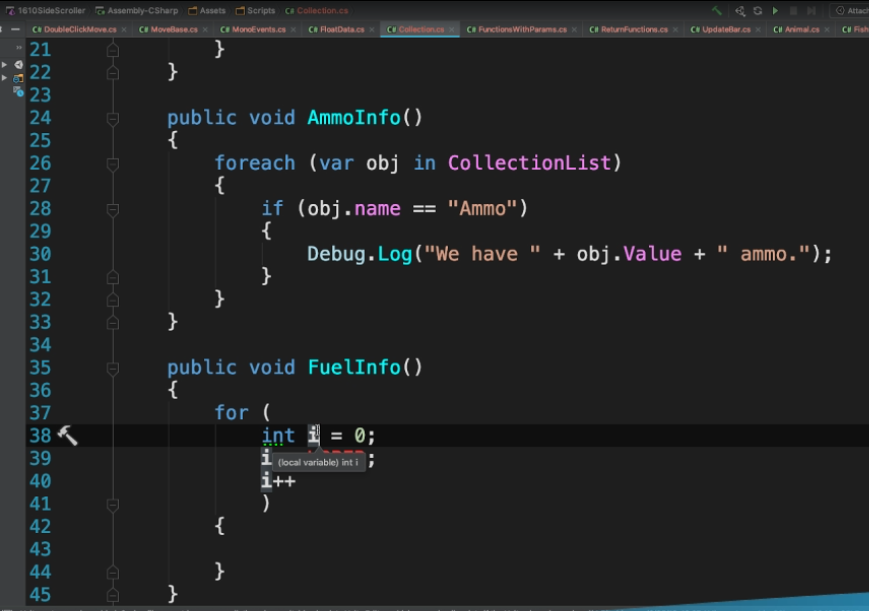 1610SideScroller Assembly-CSharp Assets Scripts C# Collection.cs Attach
C# DoubleClickMove.cs × C# MoveBase.cs × C# MonoEvents.cs × C# FloatData.cs × C# Collection.cs × C# FunctionsWithParams.cs × C# ReturnFunctions.cs × C# UpdateBar.cs × C# Animal.cs × C# Fish
21 }
22 }
23
24 public void AmmoInfo()
25 {
26 foreach (var obj in CollectionList)
27 {
28 if (obj.name == "Ammo")
29 {
30 Debug.Log("We have " + obj.Value + " ammo.");
31 }
32 }
33 }
34
35 public void FuelInfo()
36 {
37 for (
38 int i = 0;
39 i ;
(local variable) int i
40 i++
41 )
42 {
43
44 }
45 }